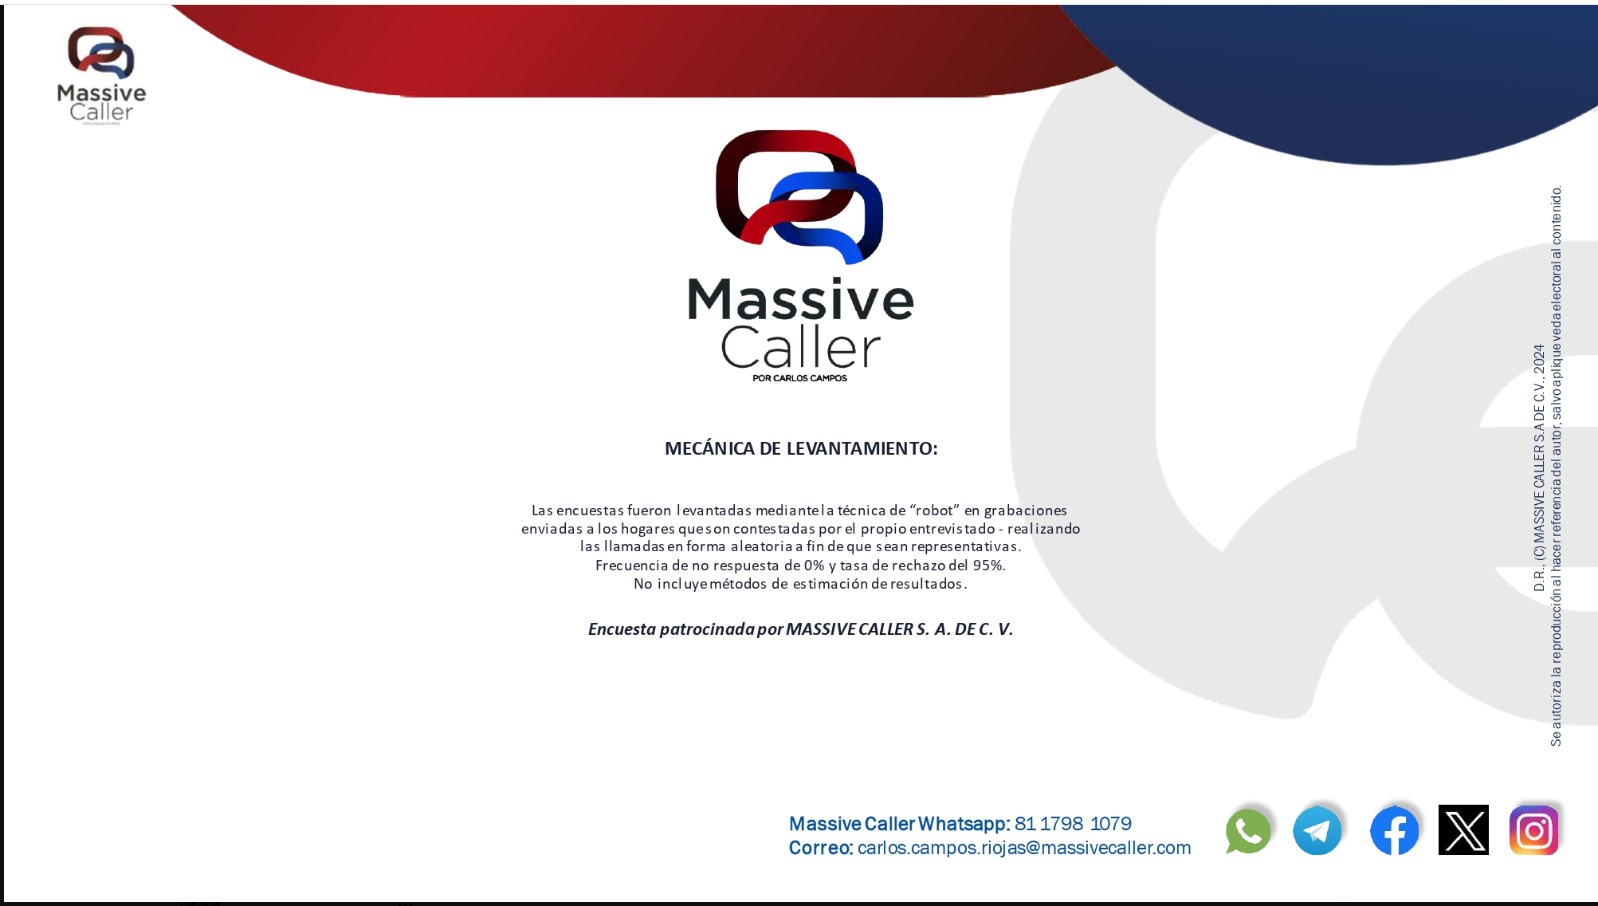 Massive
Caller
Massive
Caller
POR CARLOS CAMPOS
MECÁNICA DE LEVANTAMIENTO:
Las encuestas fueron levantadas mediante la técnica de “robot” en grabaciones
enviadas a los hogares que son contestadas por el propio entrevistado - realizando
las llamadas en forma aleatoria a fin de que sean representativas.
Frecuencia de no respuesta de 0% y tasa de rechazo del 95%.
No incluye métodos de estimación de resultados.
Encuesta patrocinada por MASSIVE CALLER S. A. DE C. V.
D.R., (C) MASSIVE CALLER S.A DE C.V., 2024
Se autoriza la reproducción al hacer referencia del autor, salvo aplique veda electoral al contenido.
Massive Caller Whatsapp: 81 1798 1079
Correo: carlos.campos.riojas@massivecaller.com